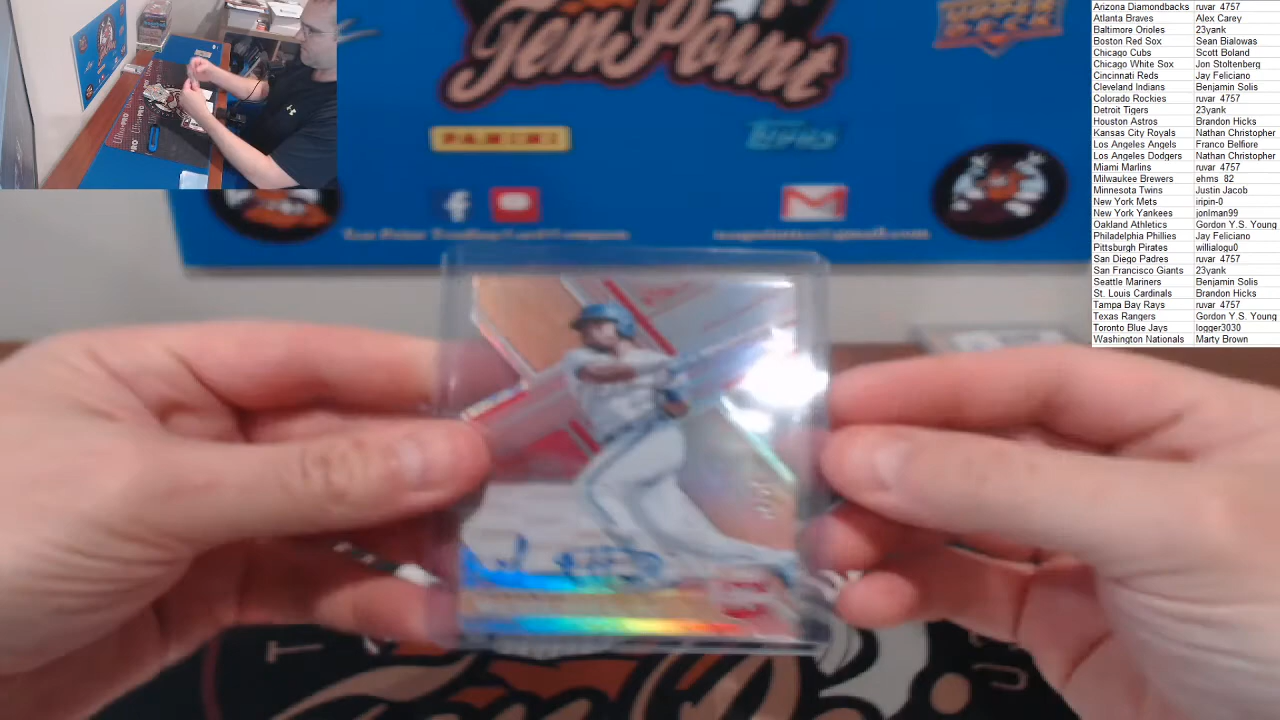 Ten Point
UPPER DECK
PANINI
TOPPS
Arizona Diamondbacks ruvar 4757
Atlanta Braves Alex Carey
Baltimore Orioles 23yank
Boston Red Sox Sean Bialowas
Chicago Cubs Scott Boland
Chicago White Sox Jon Stoltenberg
Cincinnati Reds Jay Feliciano
Cleveland Indians Benjamin Solis
Colorado Rockies ruvar 4757
Detroit Tigers 23yank
Houston Astros Brandon Hicks
Kansas City Royals Nathan Christopher
Los Angeles Angels Franco Belfiore
Los Angeles Dodgers Nathan Christopher
Miami Marlins ruvar 4757
Milwaukee Brewers ehms 82
Minnesota Twins Justin Jacob
New York Mets iripin-0
New York Yankees jonlman99
Oakland Athletics Gordon Y.S. Young
Philadelphia Phillies Jay Feliciano
Pittsburgh Pirates willialogu0
San Diego Padres ruvar 4757
San Francisco Giants 23yank
Seattle Mariners Benjamin Solis
St. Louis Cardinals Brandon Hicks
Tampa Bay Rays ruvar 4757
Texas Rangers Gordon Y.S. Young
Toronto Blue Jays logger3030
Washington Nationals Marty Brown